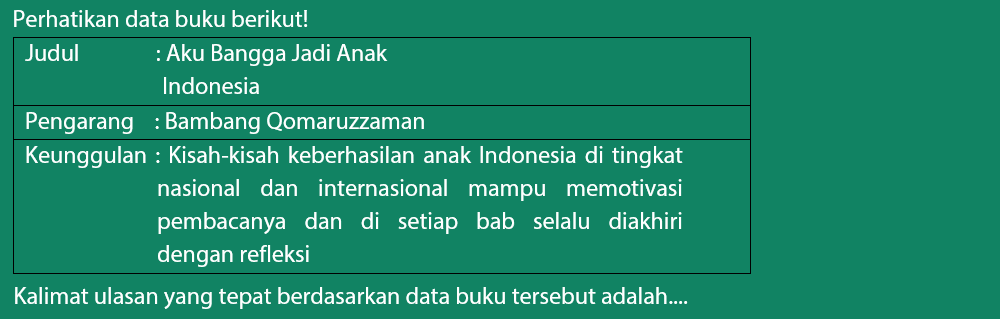 Perhatikan data buku berikut!
Judul : Aku Bangga Jadi Anak
Indonesia
Pengarang : Bambang Qomaruzzaman
Keunggulan : Kisah-kisah keberhasilan anak Indonesia di tingkat
nasional dan internasional mampu memotivasi
pembacanya dan di setiap bab selalu diakhiri
dengan refleksi
Kalimat ulasan yang tepat berdasarkan data buku tersebut adalah....